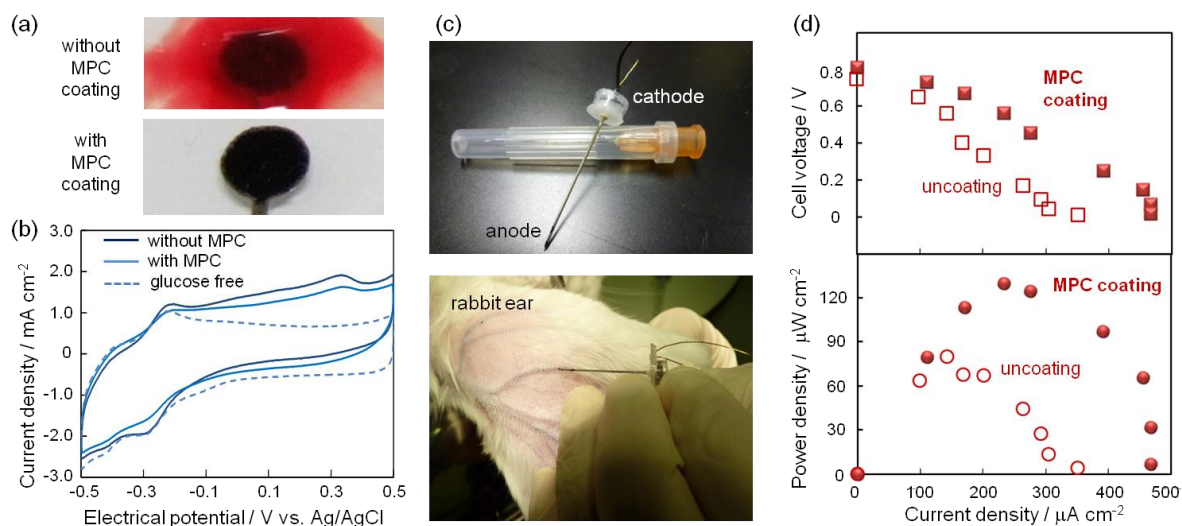 (a)
without
MPC
coating
with
MPC
coating
(b)
without MPC
with MPC
glucose free
Current density / mA cm⁻²
2.0
1.0
0
-1.0
-2.0
-3.0
-0.5 -0.3 -0.1 0.1 0.3 0.5
Electrical potential / V vs. Ag/AgCl
(c)
cathode
anode
rabbit ear
(d)
Cell voltage / V
0.8
0.6
0.4
0.2
0
MPC
coating
uncoating
Power density / μW cm⁻²
120
90
60
30
0
MPC coating
uncoating
0 100 200 300 400 500
Current density / μA cm⁻²